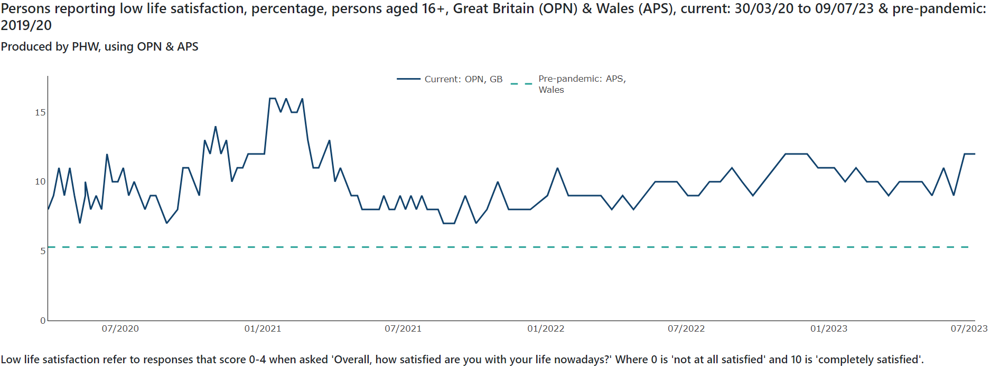 Persons reporting low life satisfaction, percentage, persons aged 16+, Great Britain (OPN) & Wales (APS), current: 30/03/20 to 09/07/23 & pre-pandemic:
2019/20
Produced by PHW, using OPN & APS
Current: OPN, GB
Pre-pandemic: APS,
Wales
15
10
5
0
07/2020
01/2021
07/2021
01/2022
07/2022
01/2023
07/2023
Low life satisfaction refer to responses that score 0-4 when asked 'Overall, how satisfied are you with your life nowadays?' Where 0 is 'not at all satisfied' and 10 is 'completely satisfied'.